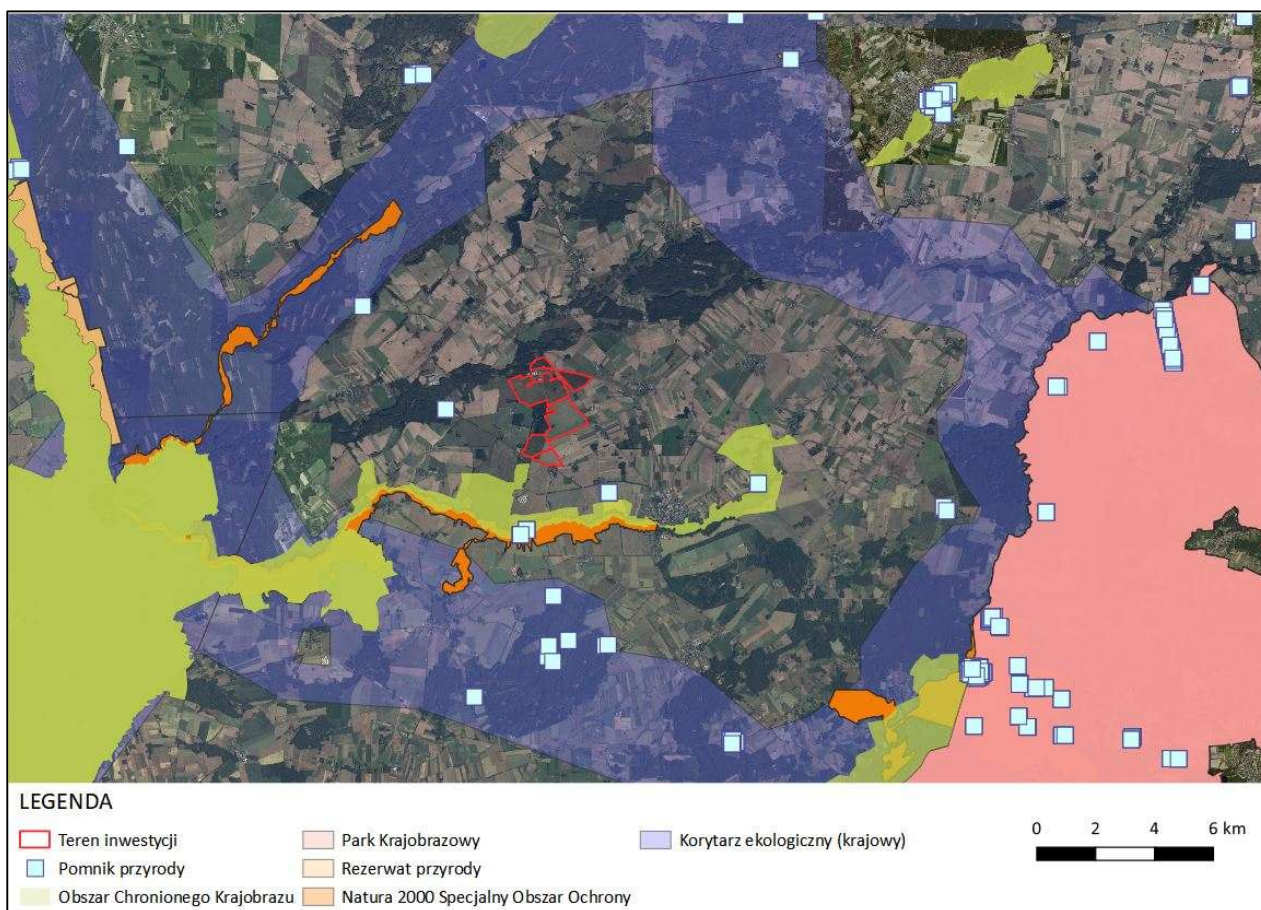 LEGENDA
Teren inwestycji
Pomnik przyrody
Obszar Chronionego Krajobrazu
Park Krajobrazowy
Rezerwat przyrody
Natura 2000 Specjalny Obszar Ochrony
Korytarz ekologiczny (krajowy)
0 2 4 6 km